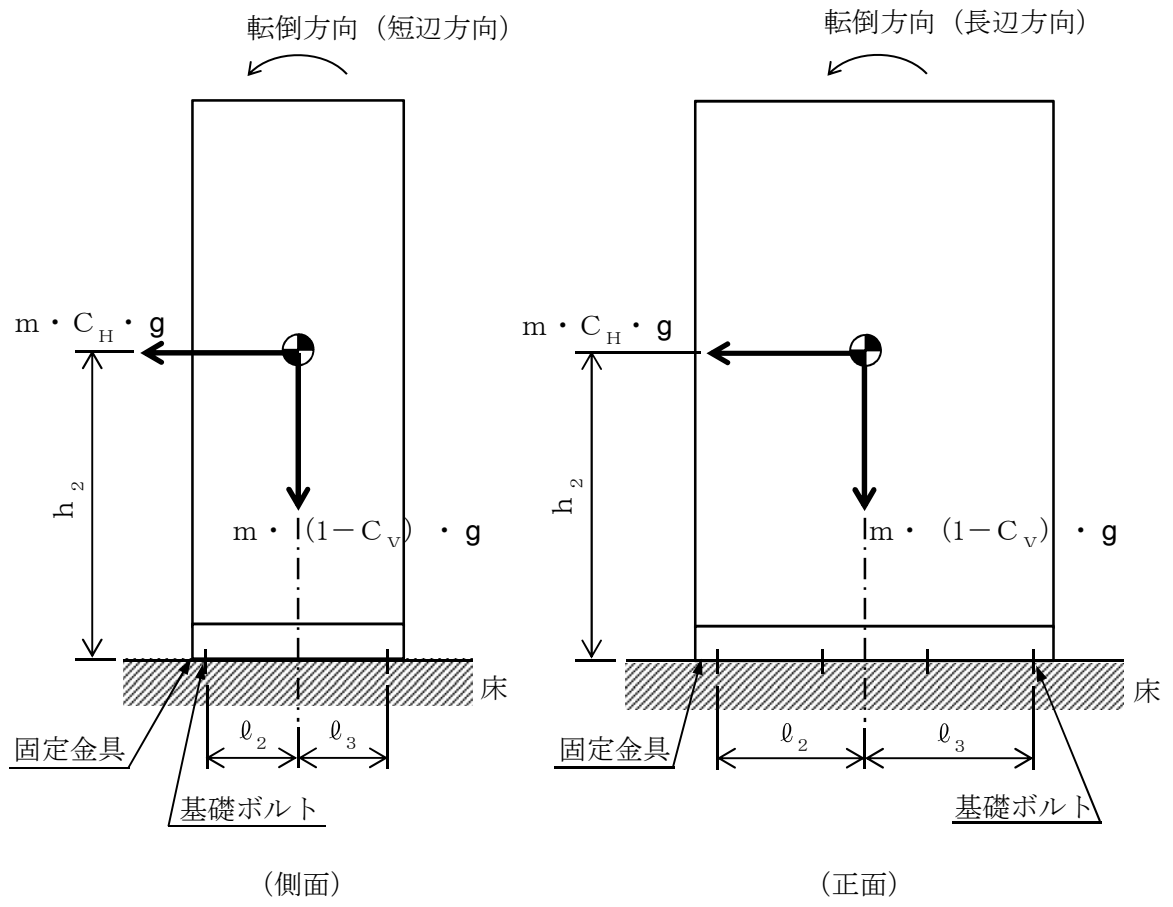 転倒方向（短辺方向）
m・C_H・g
h_2
m・（1－C_V）・g
床
ℓ_2
ℓ_3
固定金具
基礎ボルト
（側面）
転倒方向（長辺方向）
m・C_H・g
h_2
m・（1－C_V）・g
床
ℓ_2
ℓ_3
固定金具
基礎ボルト
（正面）